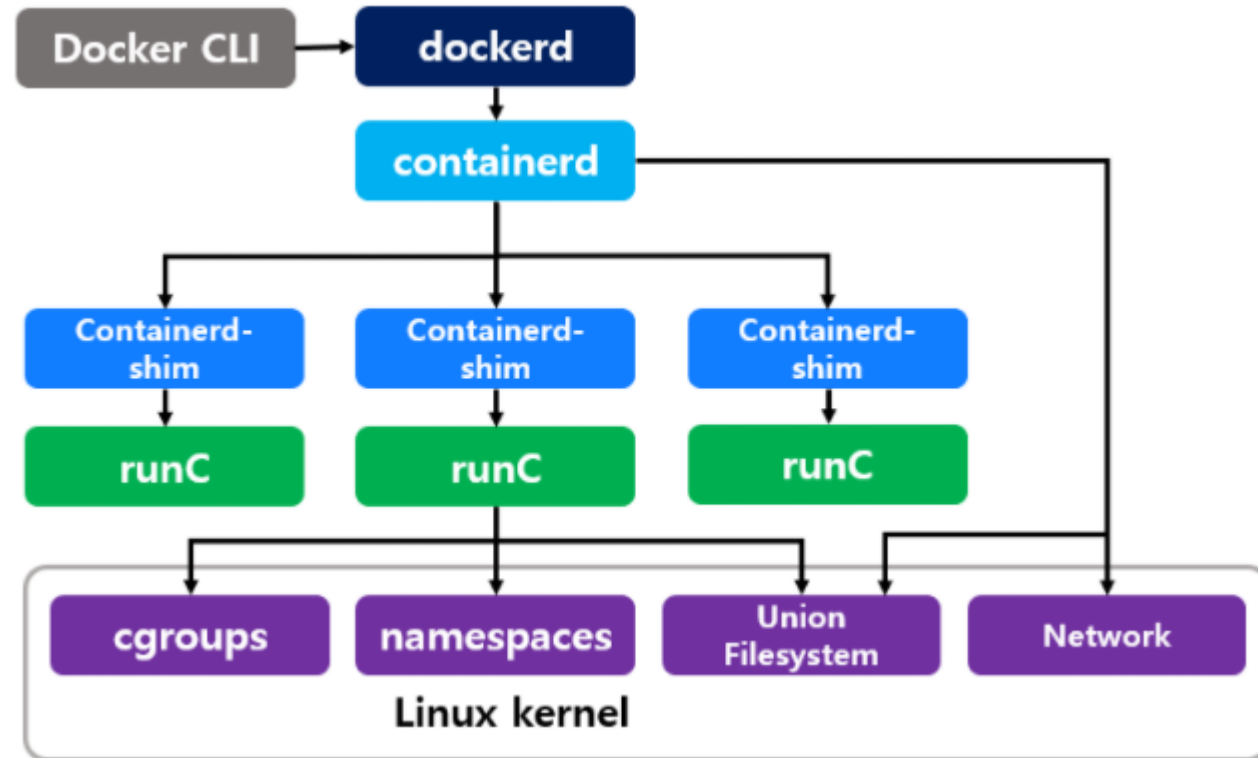 Docker CLI
dockerd
containerd
Containerd-
shim
Containerd-
shim
Containerd-
shim
runC
runC
runC
cgroups
namespaces
Union
Filesystem
Network
Linux kernel